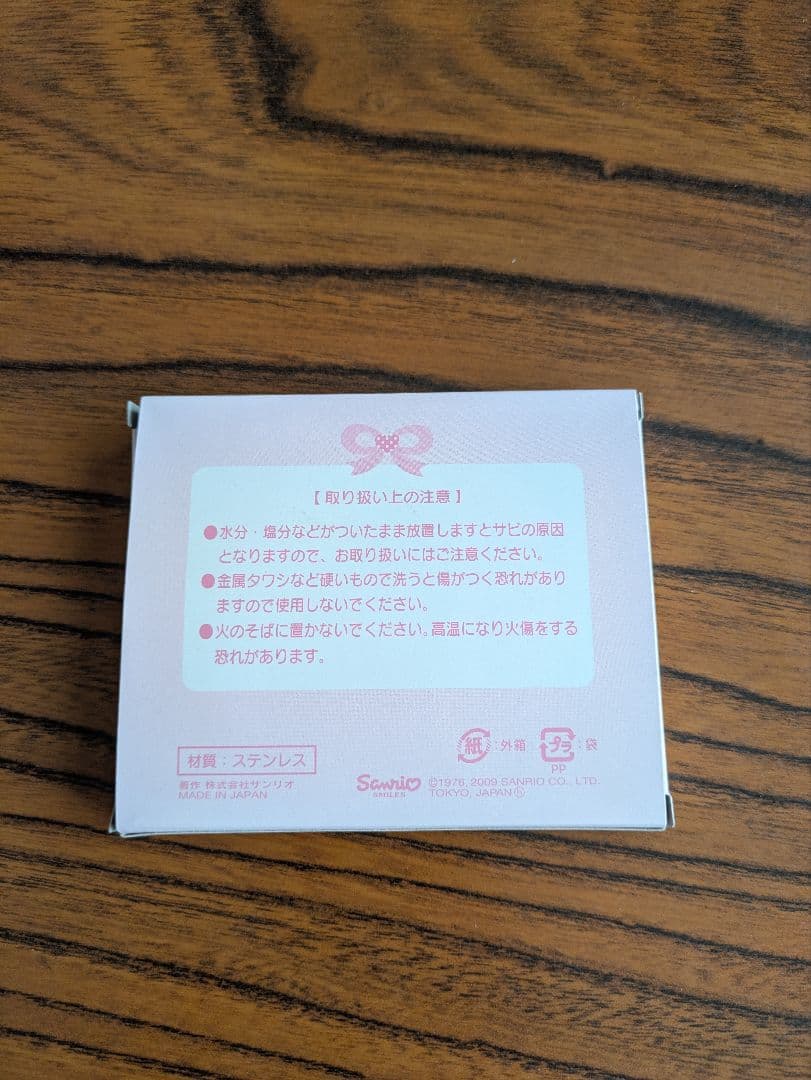 【取り扱い上の注意】
●水分・塩分などがついたまま放置しますとサビの原因
となりますので、お取り扱いにはご注意ください。
●金属タワシなど硬いもので洗うと傷がつく恐れがあり
ますので使用しないでください。
●火のそばに置かないでください。高温になり火傷をする
恐れがあります。
紙:外箱 プラ:袋
PP
材質:ステンレス
著作 株式会社サンリオ
MADE IN JAPAN
Sanrio
SMILES
©1976, 2009 SANRIO CO., LTD.
TOKYO, JAPAN